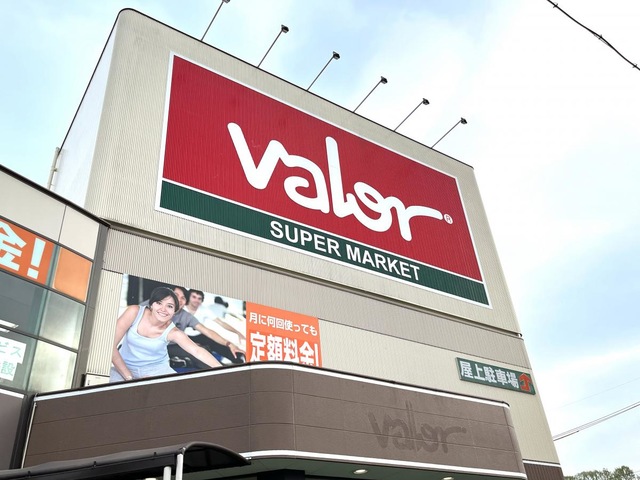 valor®
SUPER MARKET
金!
月に何回使っても
定額料金!
屋上駐車場
valor